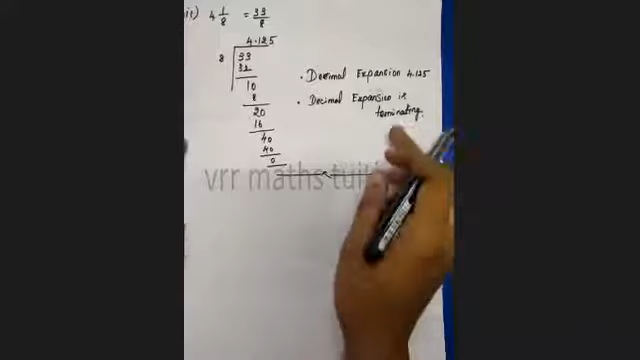 iii) 4 1/8 = 33/8
4.125
8 33
32
10
8
20
16
40
40
0
. Decimal Expansion 4.125
. Decimal Expansion is
terminating.
vrr maths tuiti